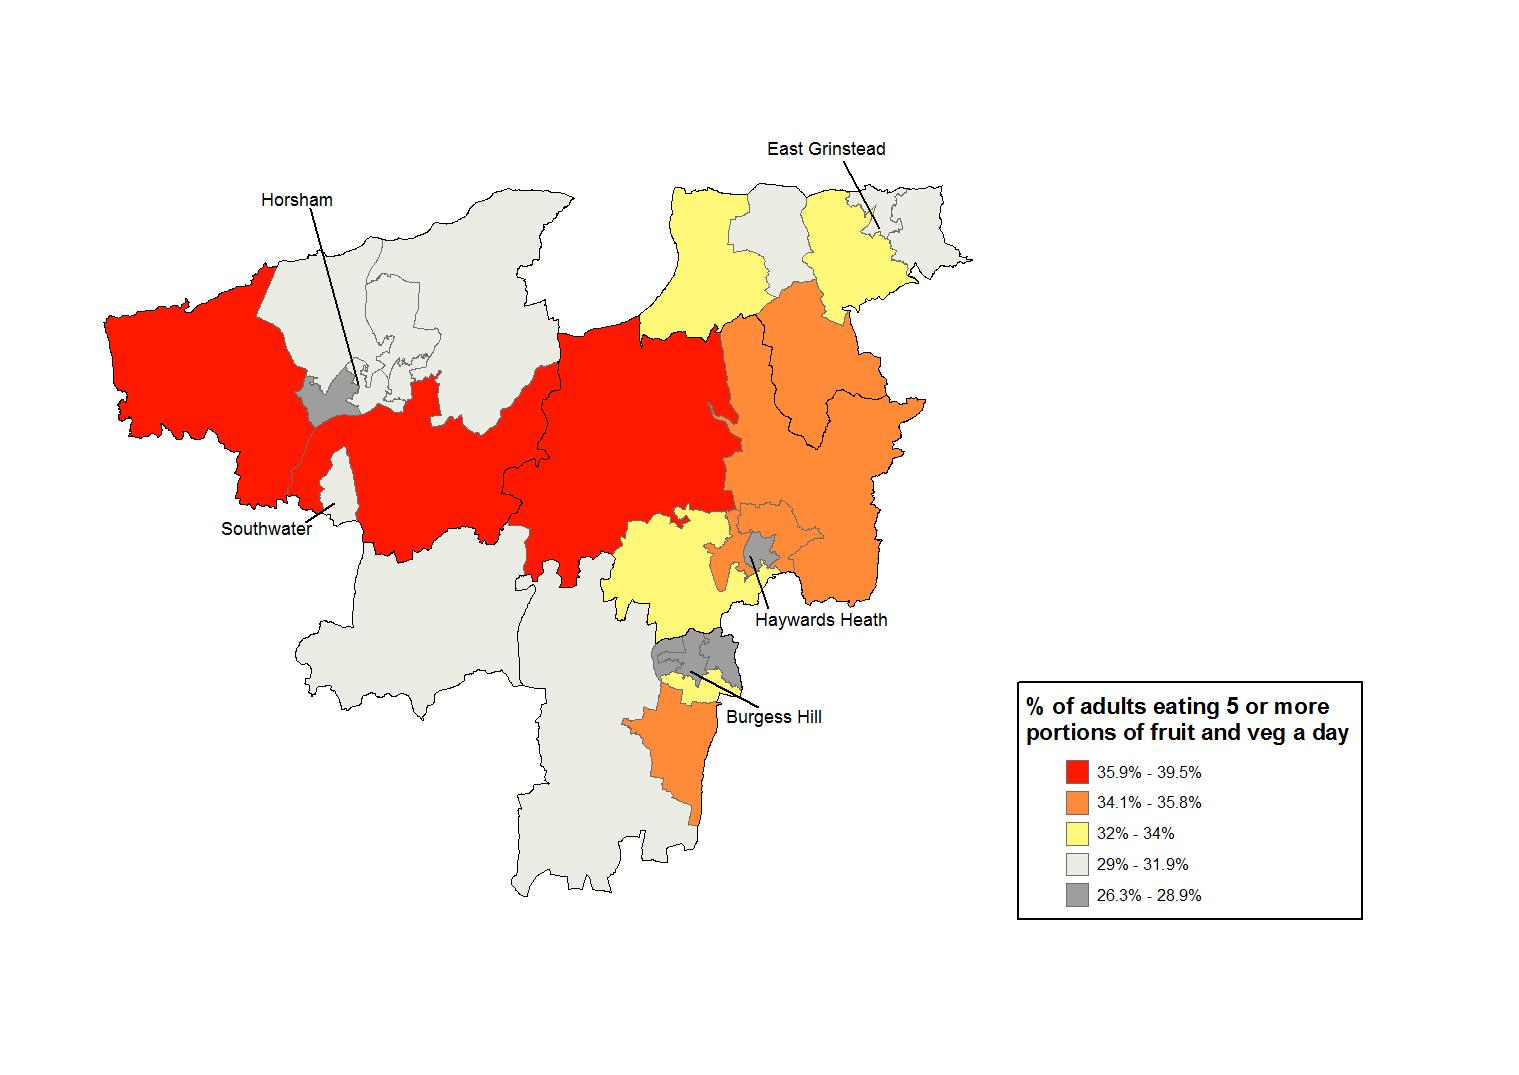 East Grinstead
Horsham
Southwater
Haywards Heath
Burgess Hill
% of adults eating 5 or more
portions of fruit and veg a day
35.9% - 39.5%
34.1% - 35.8%
32% - 34%
29% - 31.9%
26.3% - 28.9%